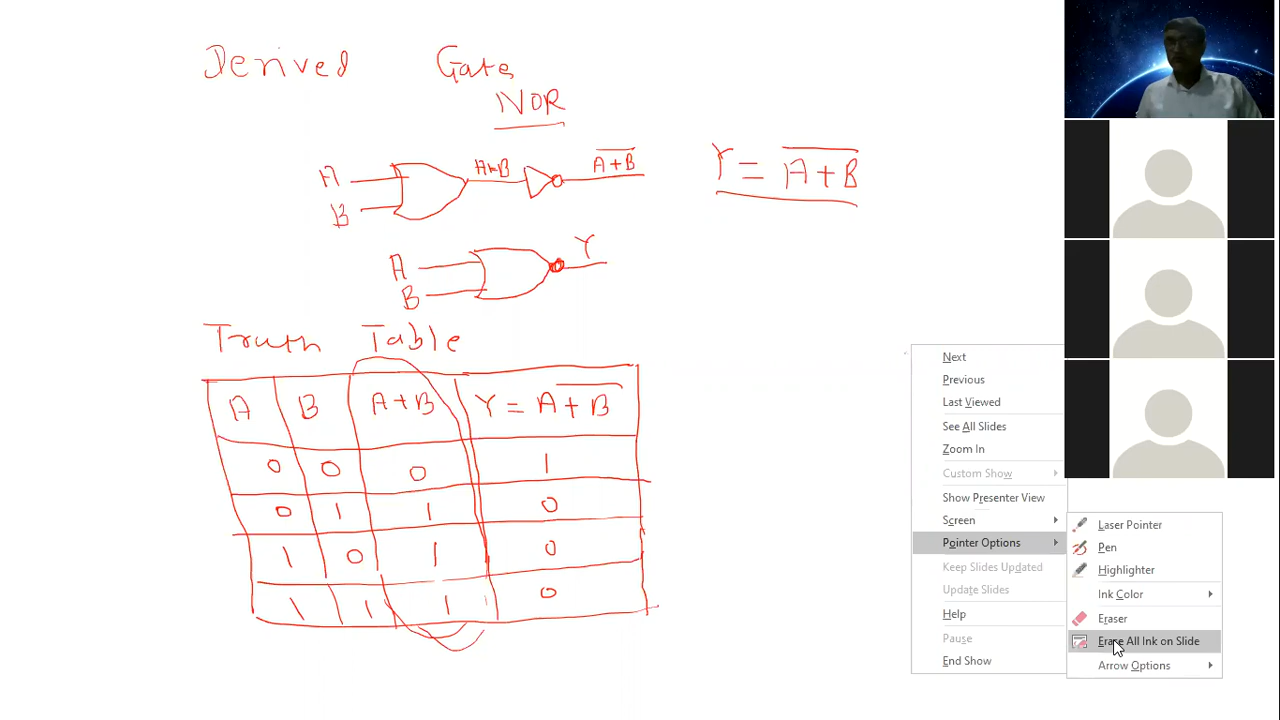 Derived Gate
NOR
A
B
A+B
A̅+̅B̅
Y = A̅+̅B̅
A
B
Y
Truth Table
A B A+B Y = A̅+̅B̅
0 0 0 1
0 1 1 0
1 0 1 0
1 1 1 0
Next
Previous
Last Viewed
See All Slides
Zoom In
Custom Show
Show Presenter View
Screen
Pointer Options
Keep Slides Updated
Update Slides
Help
Pause
End Show
Laser Pointer
Pen
Highlighter
Ink Color
Eraser
Erase All Ink on Slide
Arrow Options